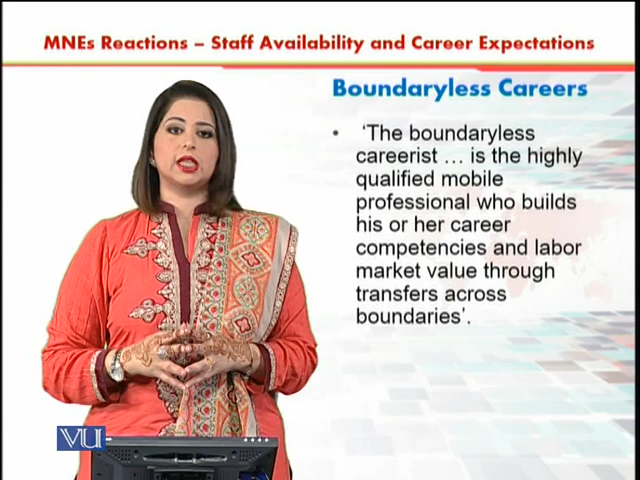 MNEs Reactions – Staff Availability and Career Expectations
Boundaryless Careers
• ‘The boundaryless
careerist … is the highly
qualified mobile
professional who builds
his or her career
competencies and labor
market value through
transfers across
boundaries’.
VU